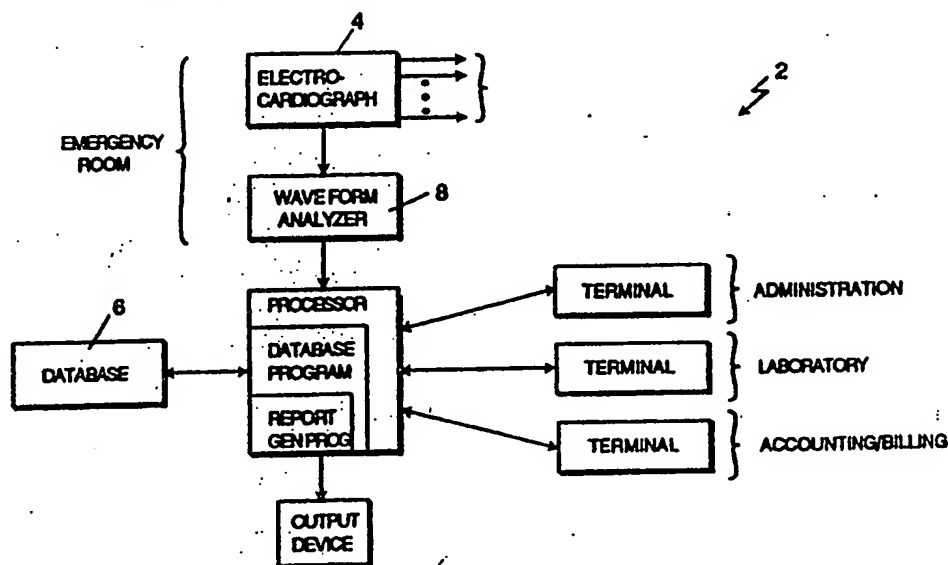 4
ELECTRO-
CARDIOGRAPH
2
EMERGENCY
ROOM
WAVE FORM
ANALYZER
8
PROCESSOR
TERMINAL
ADMINISTRATION
6
DATABASE
DATABASE
PROGRAM
TERMINAL
LABORATORY
REPORT
GEN PROG
TERMINAL
ACCOUNTING/BILLING
OUTPUT
DEVICE